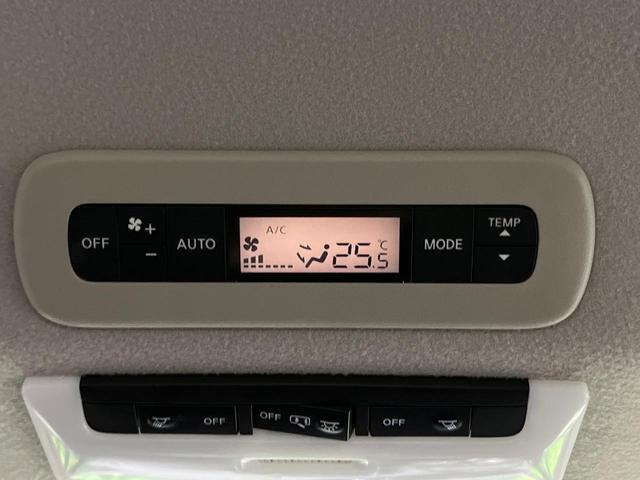 OFF + − AUTO A/C 25.5 °C MODE TEMP
OFF OFF OFF